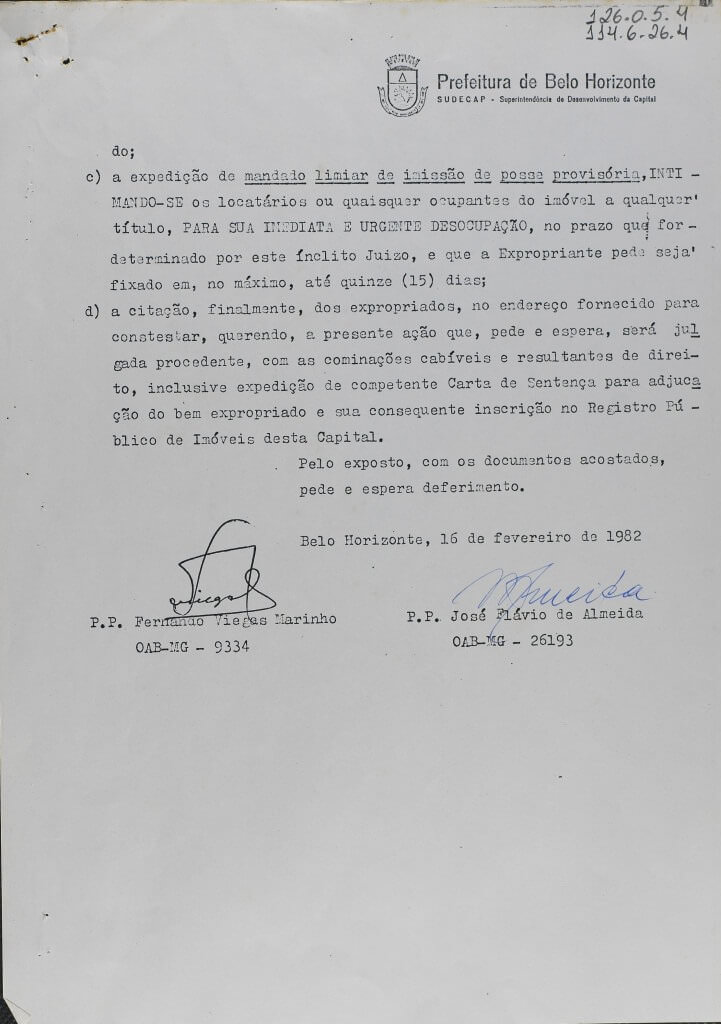 126.0.5.4
114.6.26.4
Prefeitura de Belo Horizonte
SUDECAP - Superintendência de Desenvolvimento da Capital
do;
c) a expedição de mandado limiar de imissão de posse provisória,INTI -
MANDO-SE os locatários ou quaisquer ocupantes do imóvel a qualquer'
título, PARA SUA IMEDIATA E URGENTE DESOCUPAÇÃO, no prazo que for-
determinado por este ínclito Juizo, e que a Expropriante pede seja'
fixado em, no máximo, até quinze (15) dias;
d) a citação, finalmente, dos expropriados, no endereço fornecido para
constestar, querendo, a presente ação que, pede e espera, será jul
gada procedente, com as cominações cabíveis e resultantes de direi-
to, inclusive expedição de competente Carta de Sentença para adjuca
ção do bem expropriado e sua consequente inscrição no Registro Pú -
blico de Imóveis desta Capital.
Pelo exposto, com os documentos acostados,
pede e espera deferimento.
Belo Horizonte, 16 de fevereiro de 1982
Viegas
Almeida
P.P. Fernando Viegas Marinho
OAB-MG - 9334
P.P. José Flávio de Almeida
OAB-MG - 26193